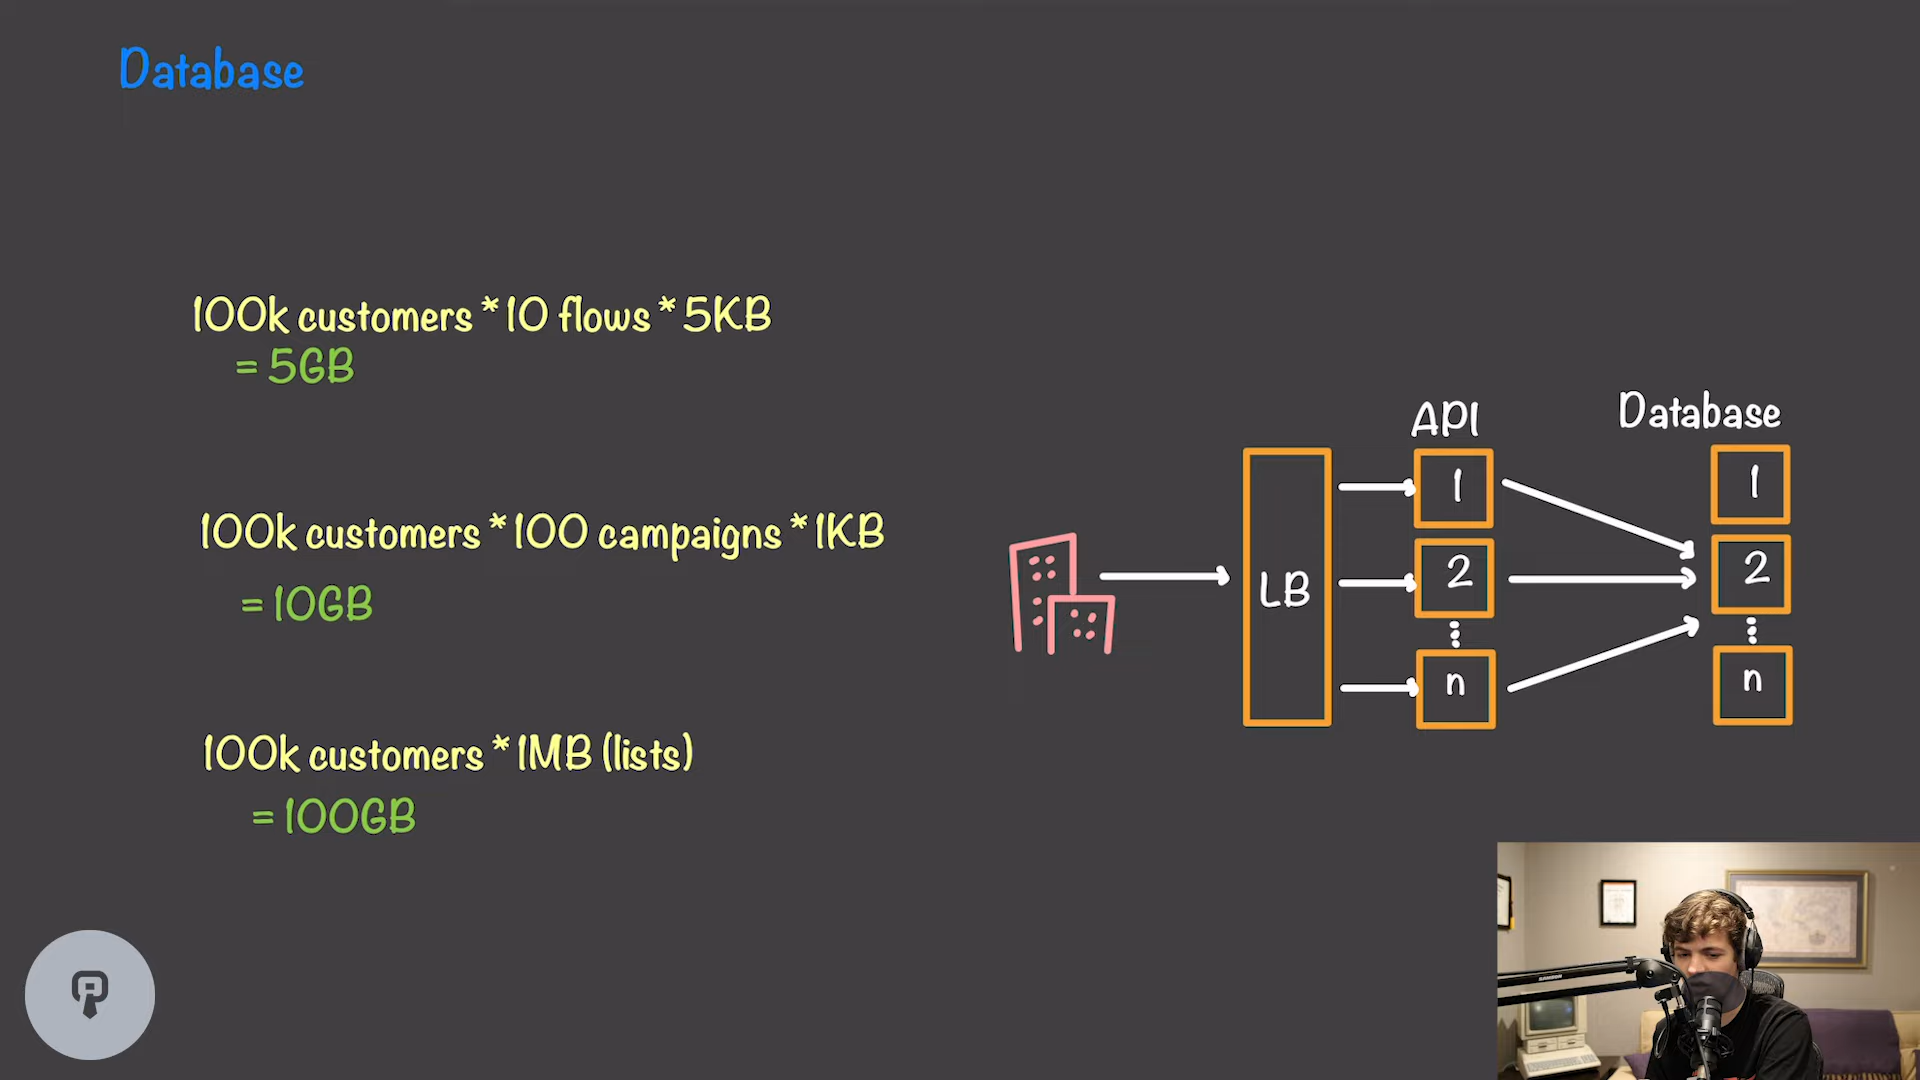 Database
100k customers * 10 flows * 5KB
= 5GB
100k customers * 100 campaigns * 1KB
= 10GB
100k customers * 1MB (lists)
= 100GB
API
Database
LB
1
2
n
1
2
n
SAMSON